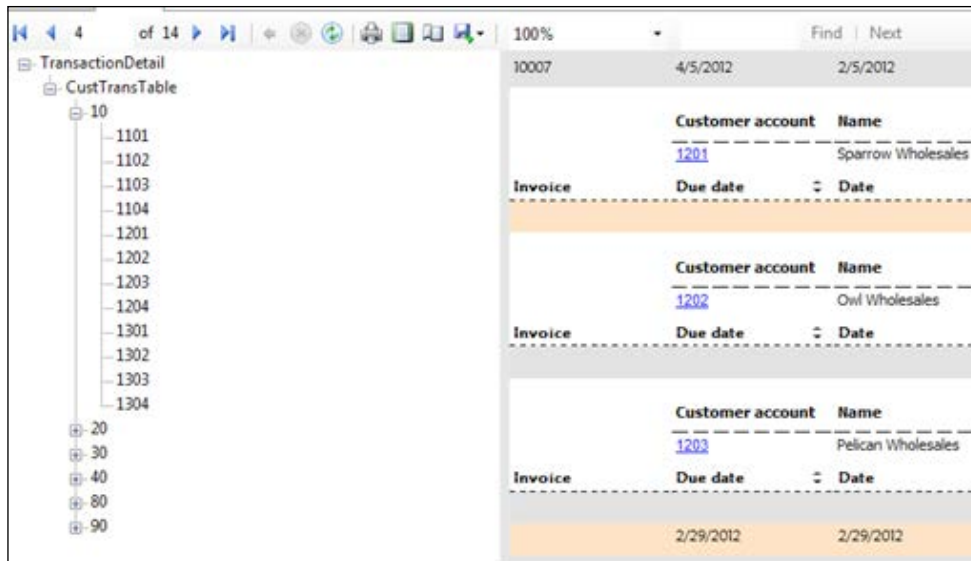 4 of 14 100% Find | Next
TransactionDetail
CustTransTable
10
1101
1102
1103
1104
1201
1202
1203
1204
1301
1302
1303
1304
20
30
40
80
90
10007 4/5/2012 2/5/2012
Customer account Name
1201 Sparrow Wholesales
Invoice Due date Date
Customer account Name
1202 Owl Wholesales
Invoice Due date Date
Customer account Name
1203 Pelican Wholesales
Invoice Due date Date
2/29/2012 2/29/2012